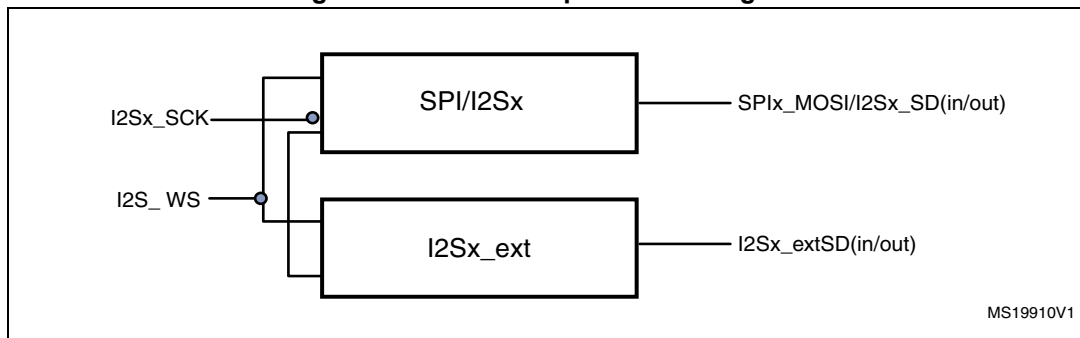 SPI/I2Sx
SPIx_MOSI/I2Sx_SD(in/out)
I2Sx_SCK
I2S_ WS
I2Sx_ext
I2Sx_extSD(in/out)
MS19910V1